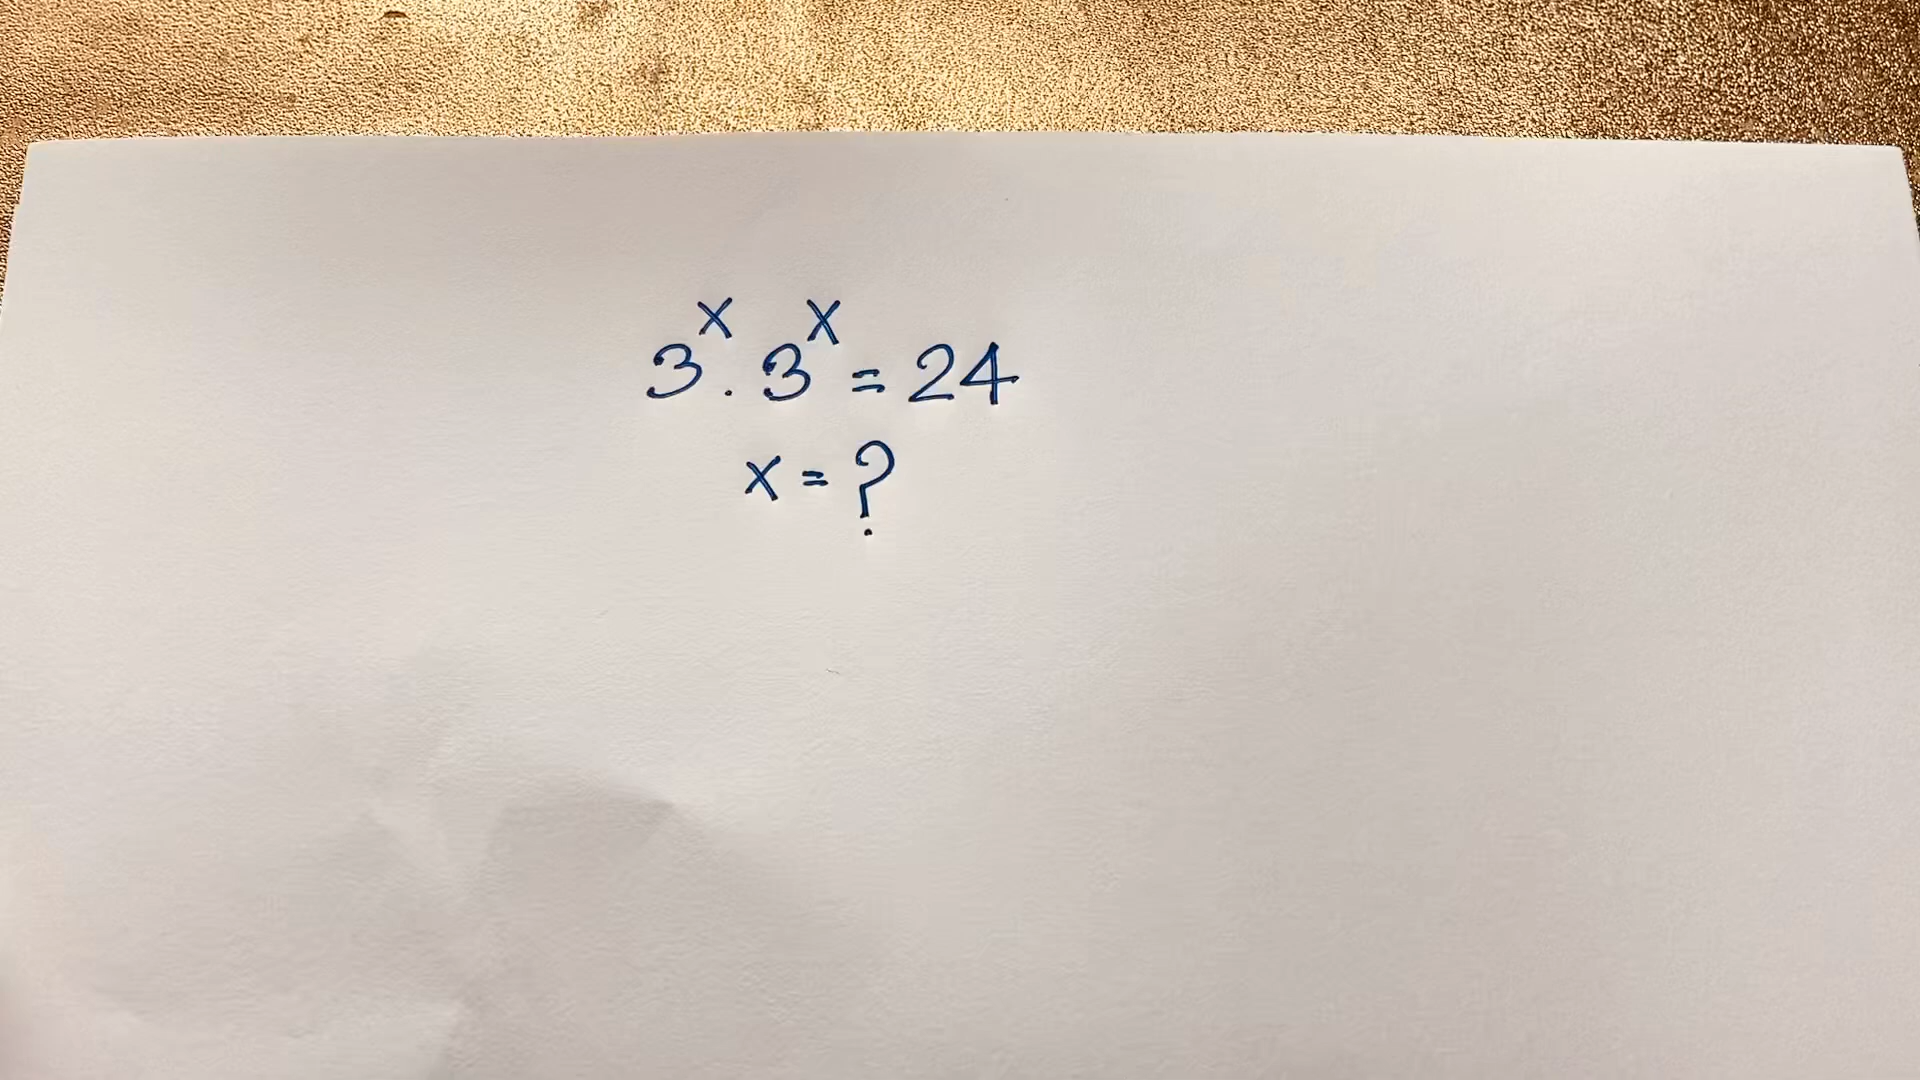 3^x . 3^x = 24
x = ?